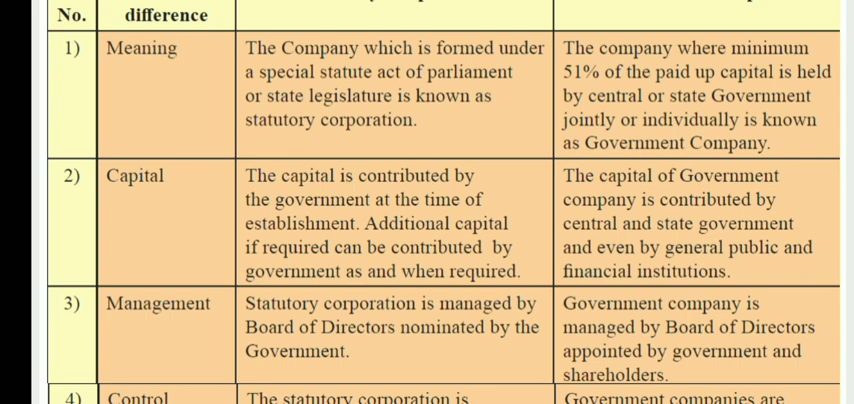 No.
difference
1)
Meaning
The Company which is formed under
a special statute act of parliament
or state legislature is known as
statutory corporation.
The company where minimum
51% of the paid up capital is held
by central or state Government
jointly or individually is known
as Government Company.
2)
Capital
The capital is contributed by
the government at the time of
establishment. Additional capital
if required can be contributed by
government as and when required.
The capital of Government
company is contributed by
central and state government
and even by general public and
financial institutions.
3)
Management
Statutory corporation is managed by
Board of Directors nominated by the
Government.
Government company is
managed by Board of Directors
appointed by government and
shareholders.
4)
Control
The statutory corporation is
Government companies are